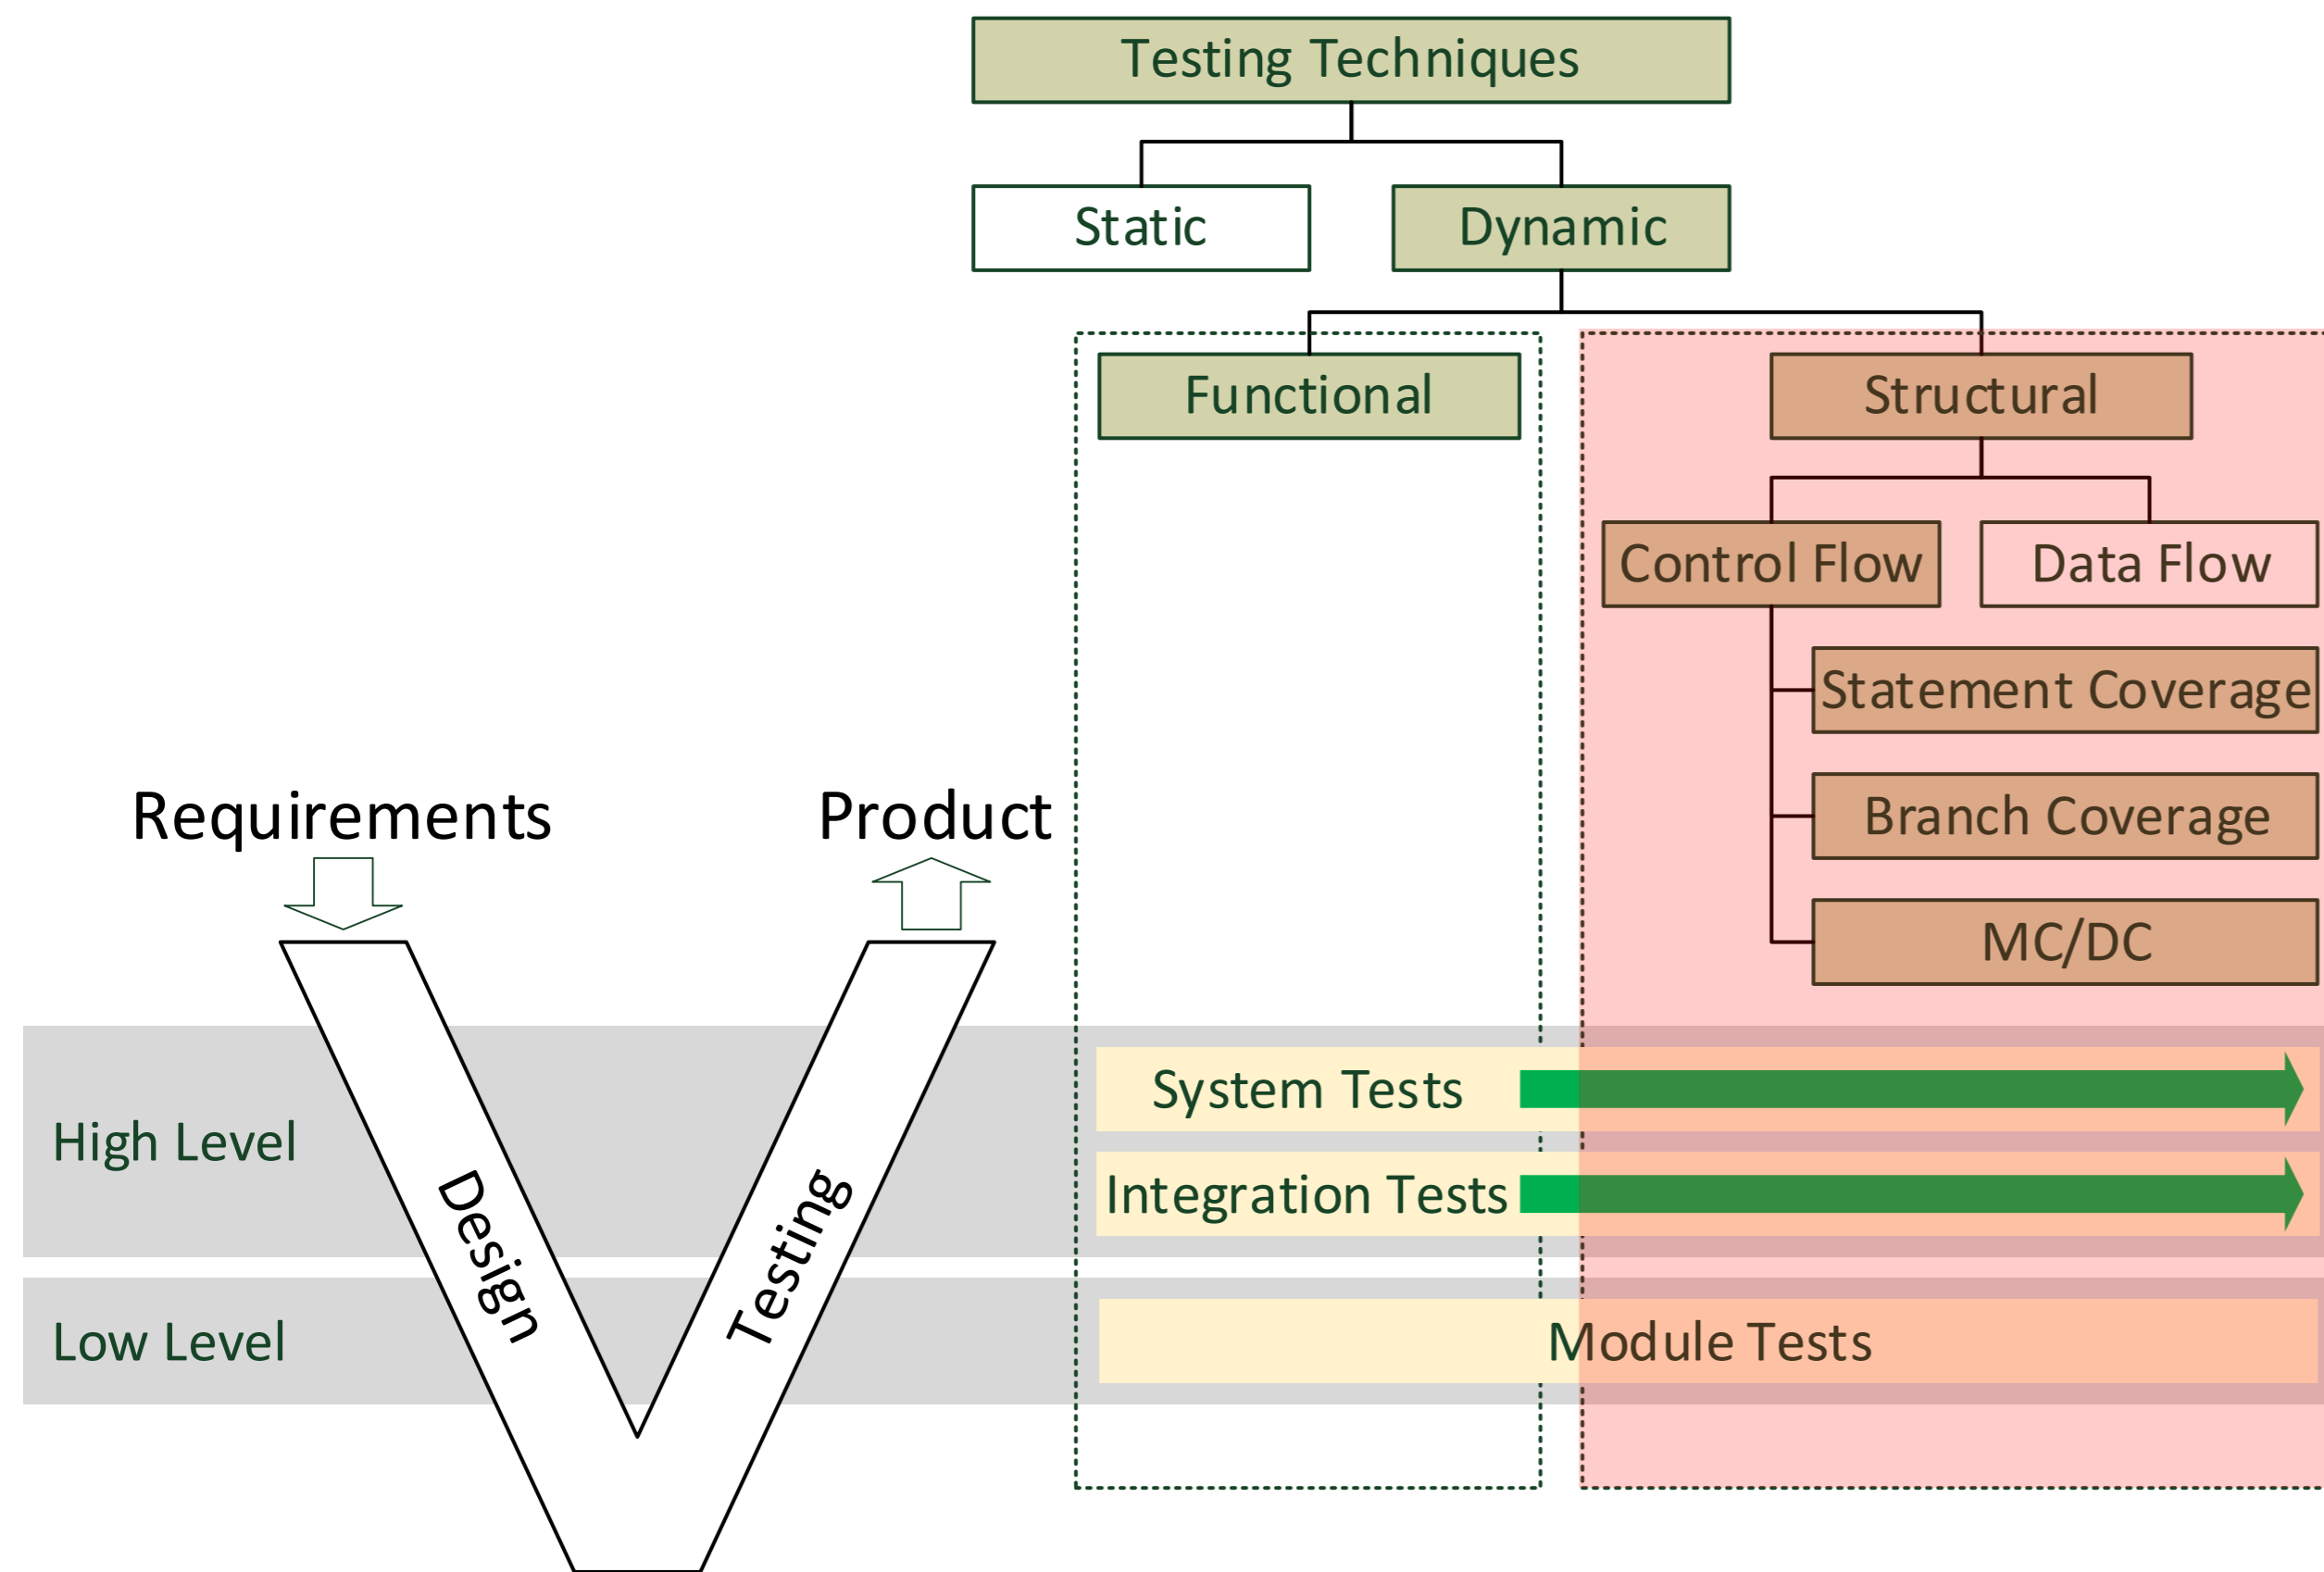 Testing Techniques
Static
Dynamic
Functional
Structural
Control Flow
Data Flow
Statement Coverage
Branch Coverage
MC/DC
Requirements
Product
System Tests
High Level
Integration Tests
Design
Testing
Low Level
Module Tests